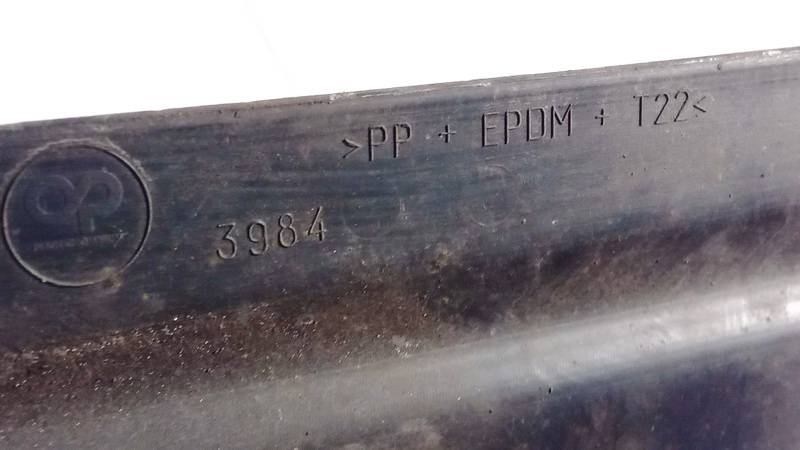 >PP + EPDM + T22<
3984